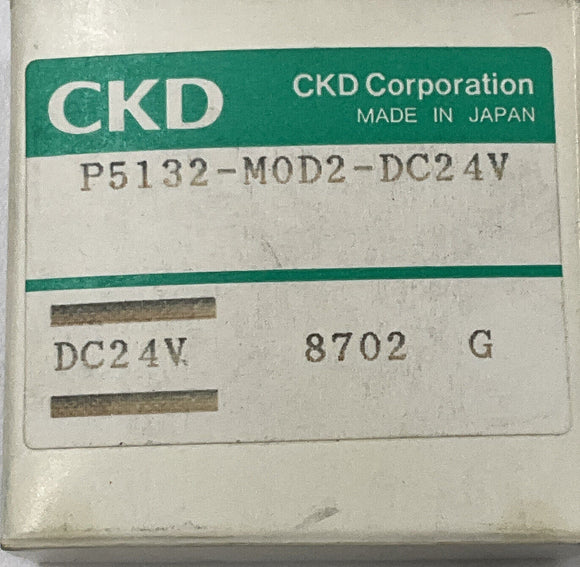 CKD
CKD Corporation
MADE IN JAPAN
P5132-M0D2-DC24V
DC24V
8702 G